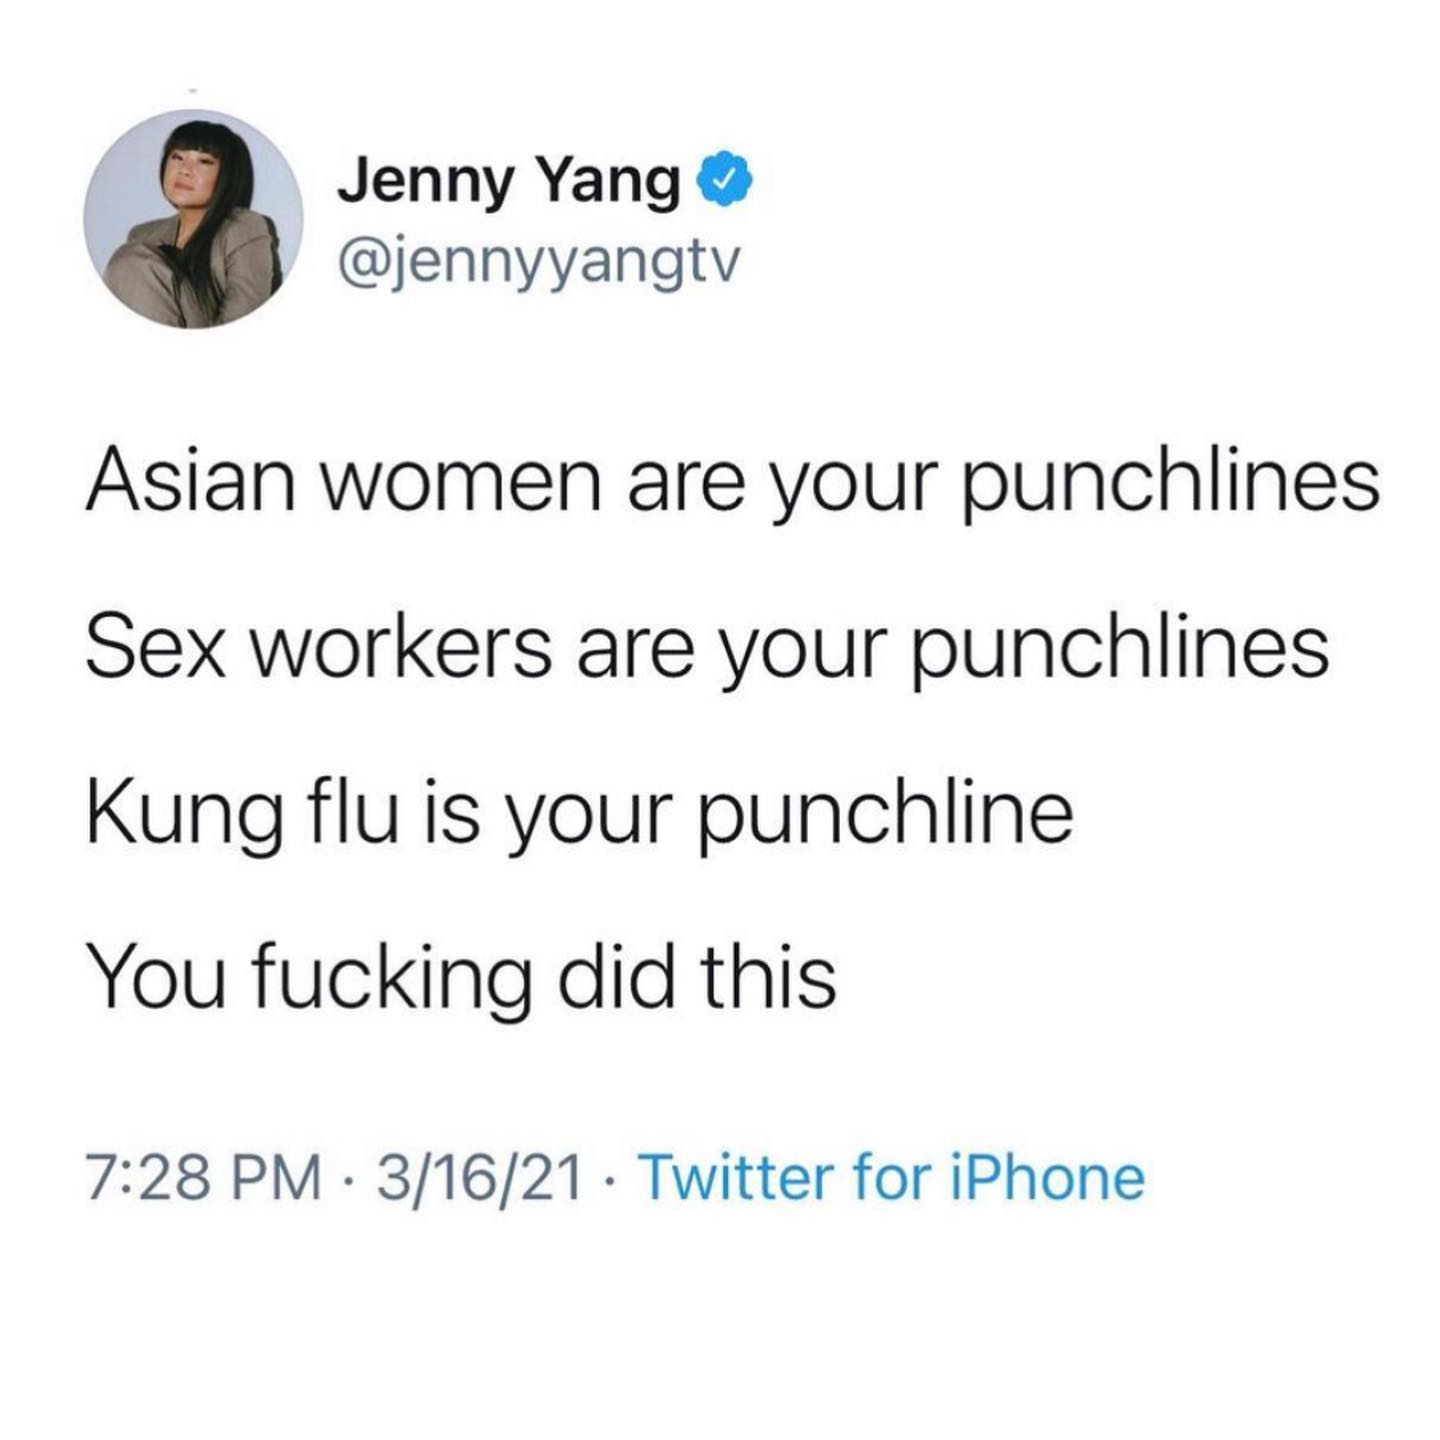 Jenny Yang
@jennyyangtv
Asian women are your punchlines
Sex workers are your punchlines
Kung flu is your punchline
You fucking did this
7:28 PM · 3/16/21 · Twitter for iPhone